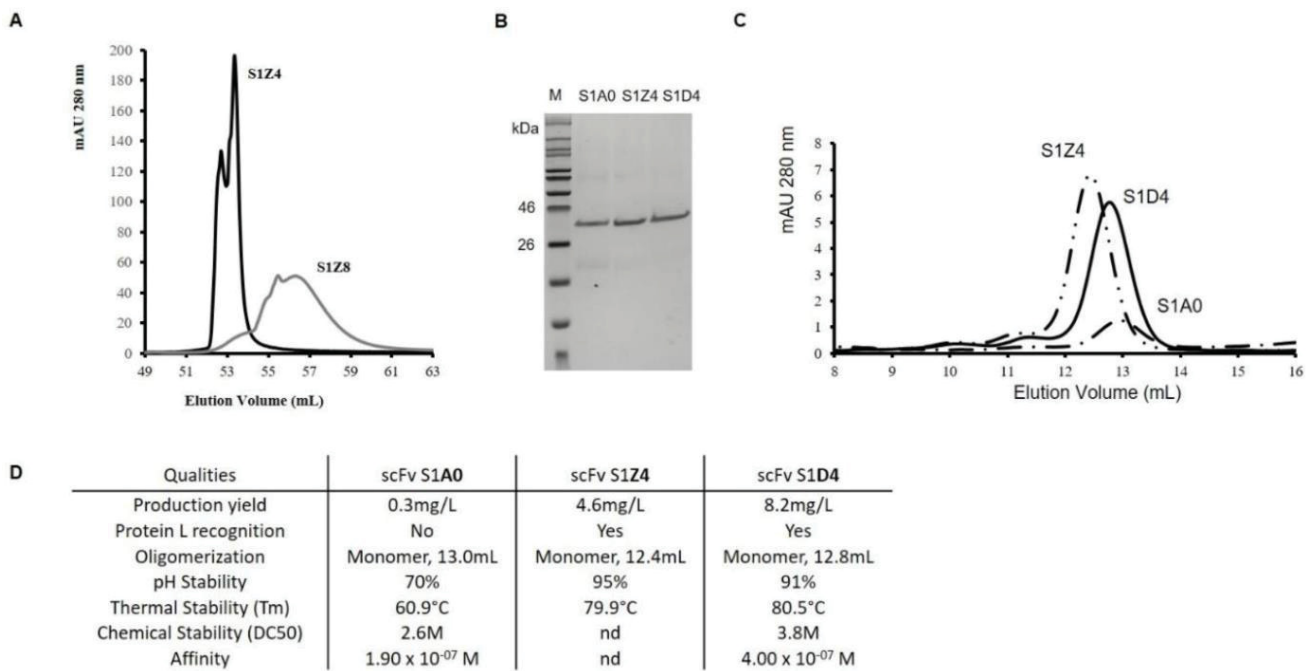 A
mAU 280 nm
200
180
160
140
120
100
80
60
40
20
0
S1Z4
S1Z8
49 51 53 55 57 59 61 63
Elution Volume (mL)
B
M S1A0 S1Z4 S1D4
kDa
46
26
C
mAU 280 nm
8
7
6
5
4
3
2
1
0
S1Z4
S1D4
S1A0
8 9 10 11 12 13 14 15 16
Elution Volume (mL)
D
Qualities scFv S1A0 scFv S1Z4 scFv S1D4
Production yield 0.3mg/L 4.6mg/L 8.2mg/L
Protein L recognition No Yes Yes
Oligomerization Monomer, 13.0mL Monomer, 12.4mL Monomer, 12.8mL
pH Stability 70% 95% 91%
Thermal Stability (Tm) 60.9°C 79.9°C 80.5°C
Chemical Stability (DC50) 2.6M nd 3.8M
Affinity 1.90 x 10⁻⁰⁷ M nd 4.00 x 10⁻⁰⁷ M